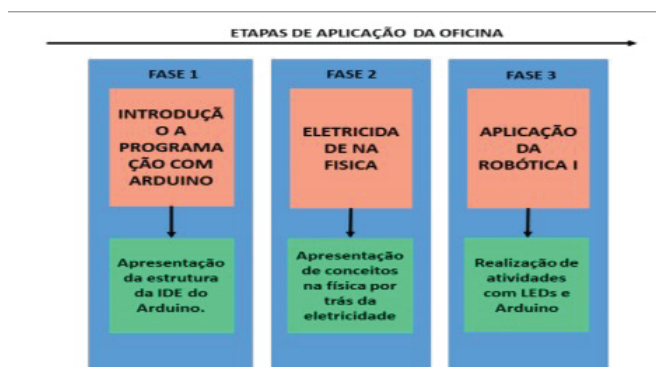 ETAPAS DE APLICAÇÃO DA OFICINA
FASE 1
INTRODUÇÃ
O A
PROGRAMA
ÇÃO COM
ARDUINO
Apresentação
da estrutura
da IDE do
Arduino.
FASE 2
ELETRICIDA
DE NA
FISICA
Apresentação
de conceitos
na física por
trás da
eletricidade
FASE 3
APLICAÇÃO
DA
ROBÓTICA I
Realização de
atividades
com LEDs e
Arduino